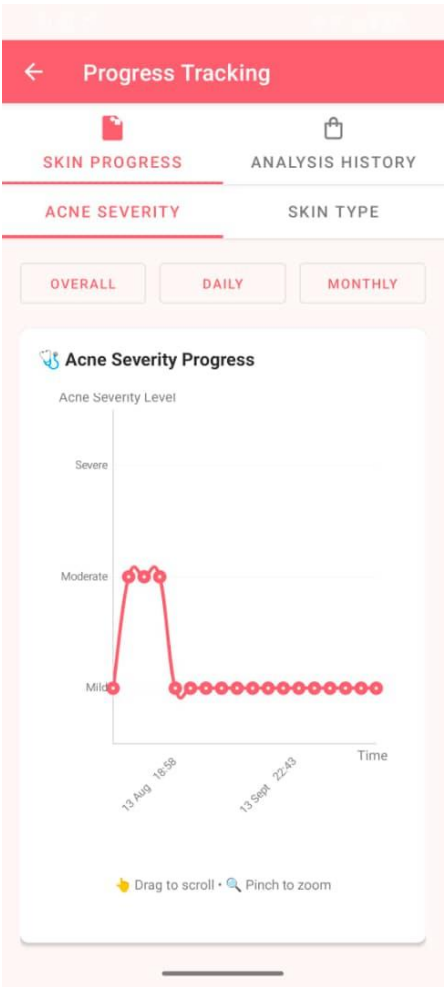 Progress Tracking
SKIN PROGRESS ANALYSIS HISTORY
ACNE SEVERITY SKIN TYPE
OVERALL DAILY MONTHLY
🩺 Acne Severity Progress
Acne Severity Level
Severe
Moderate
Mild
Time
13 Aug 18:58 13 Sept 22:43
👆 Drag to scroll • 🔍 Pinch to zoom